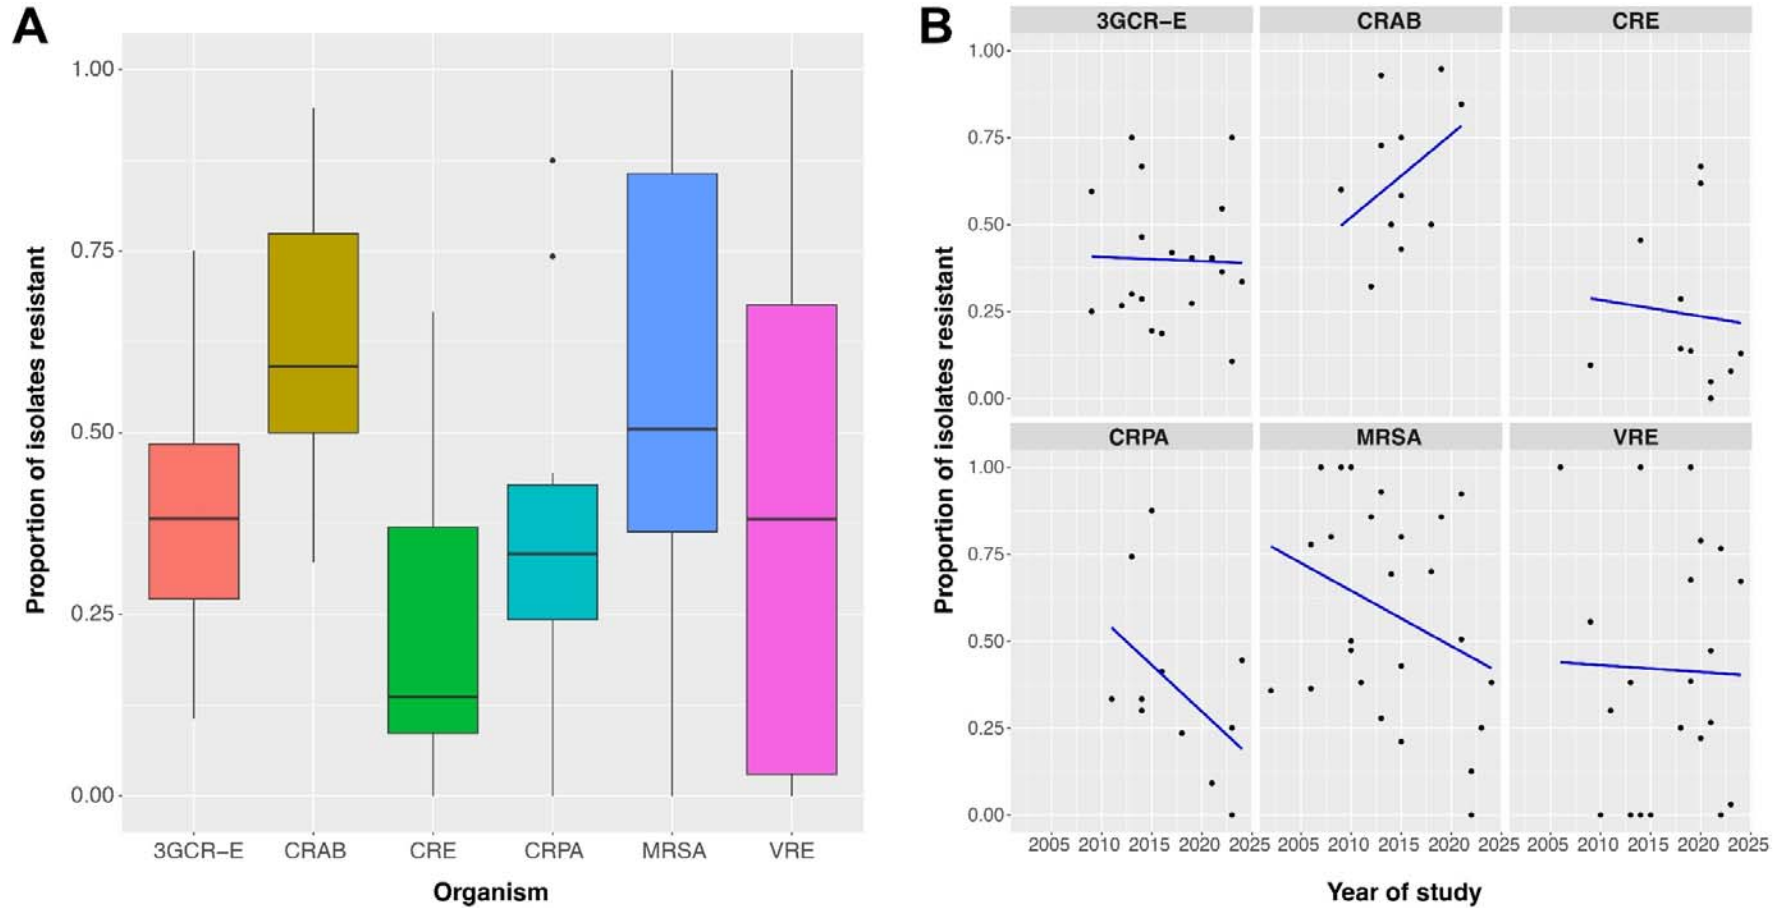 A
Proportion of isolates resistant
1.00
0.75
0.50
0.25
0.00
3GCR−E CRAB CRE CRPA MRSA VRE
Organism
B
Proportion of isolates resistant
3GCR−E CRAB CRE
1.00
0.75
0.50
0.25
0.00
CRPA MRSA VRE
1.00
0.75
0.50
0.25
0.00
2005 2010 2015 2020 2025 2005 2010 2015 2020 2025 2005 2010 2015 2020 2025
Year of study